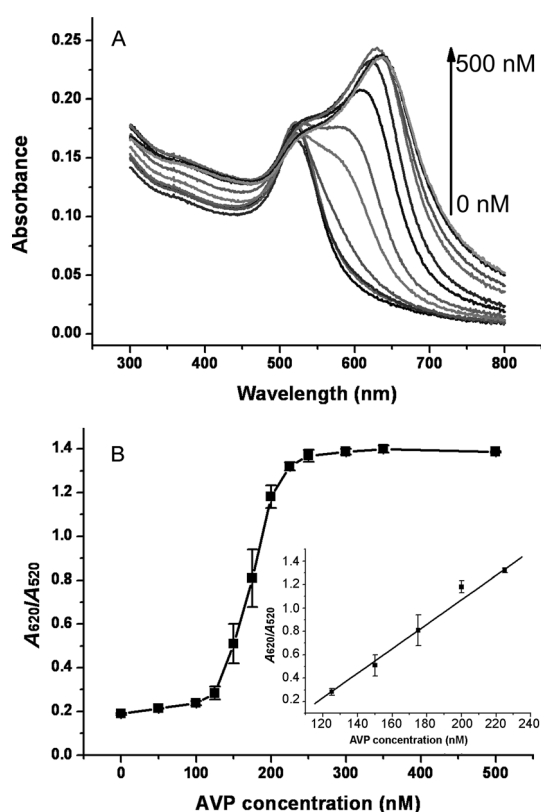 A
500 nM
0 nM
0.25
0.20
0.15
0.10
0.05
0.00
Absorbance
300 400 500 600 700 800
Wavelength (nm)
B
1.4
1.2
1.0
0.8
0.6
0.4
0.2
0.0
A620/A520
0 100 200 300 400 500
AVP concentration (nM)
1.4
1.2
1.0
0.8
0.6
0.4
0.2
A620/A520
120 140 160 180 200 220 240
AVP concentration (nM)